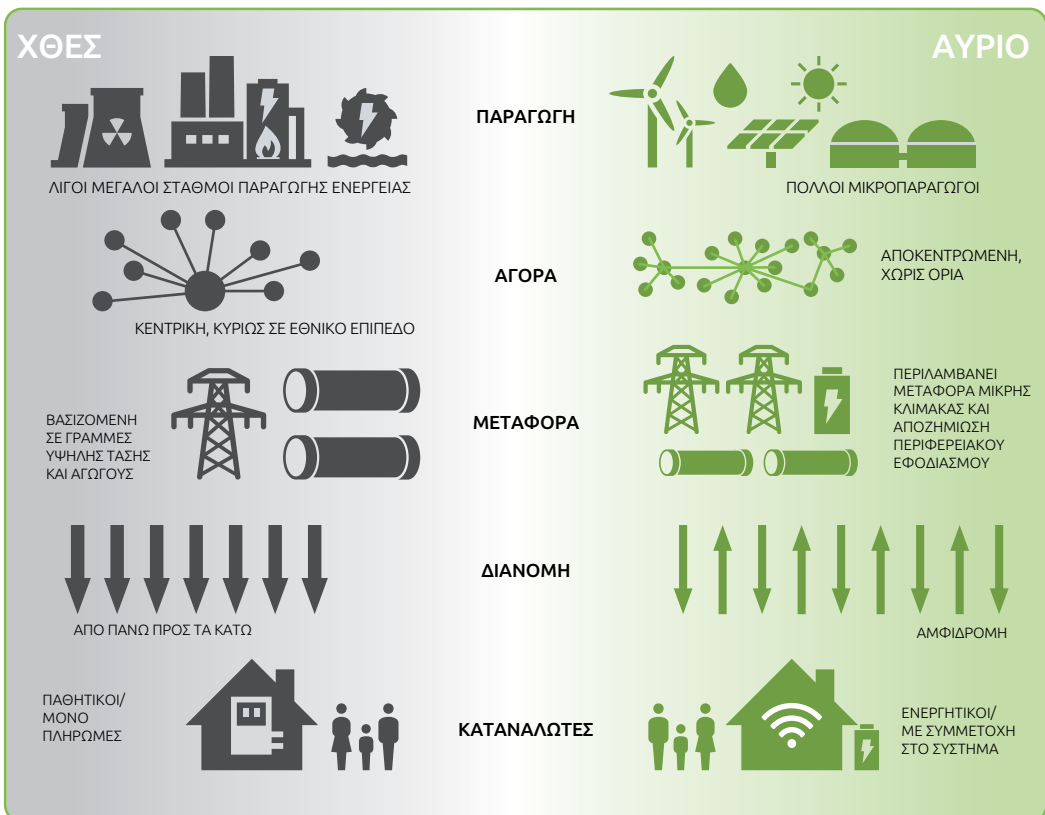 ΧΘΕΣ
ΑΥΡΙΟ
ΠΑΡΑΓΩΓΗ
ΛΙΓΟΙ ΜΕΓΑΛΟΙ ΣΤΑΘΜΟΙ ΠΑΡΑΓΩΓΗΣ ΕΝΕΡΓΕΙΑΣ
ΠΟΛΛΟΙ ΜΙΚΡΟΠΑΡΑΓΩΓΟΙ
ΑΓΟΡΑ
ΚΕΝΤΡΙΚΗ, ΚΥΡΙΩΣ ΣΕ ΕΘΝΙΚΟ ΕΠΙΠΕΔΟ
ΑΠΟΚΕΝΤΡΩΜΕΝΗ,
ΧΩΡΙΣ ΟΡΙΑ
ΜΕΤΑΦΟΡΑ
ΒΑΣΙΖΟΜΕΝΗ
ΣΕ ΓΡΑΜΜΕΣ
ΥΨΗΛΗΣ ΤΑΣΗΣ
ΚΑΙ ΑΓΩΓΟΥΣ
ΠΕΡΙΛΑΜΒΑΝΕΙ
ΜΕΤΑΦΟΡΑ ΜΙΚΡΗΣ
ΚΛΙΜΑΚΑΣ ΚΑΙ
ΑΠΟΖΗΜΙΩΣΗ
ΠΕΡΙΦΕΡΕΙΑΚΟΥ
ΕΦΟΔΙΑΣΜΟΥ
ΔΙΑΝΟΜΗ
ΑΠΟ ΠΑΝΩ ΠΡΟΣ ΤΑ ΚΑΤΩ
ΑΜΦΙΔΡΟΜΗ
ΚΑΤΑΝΑΛΩΤΕΣ
ΠΑΘΗΤΙΚΟΙ/
ΜΟΝΟ
ΠΛΗΡΩΜΕΣ
ΕΝΕΡΓΗΤΙΚΟΙ/
ΜΕ ΣΥΜΜΕΤΟΧΗ
ΣΤΟ ΣΥΣΤΗΜΑ